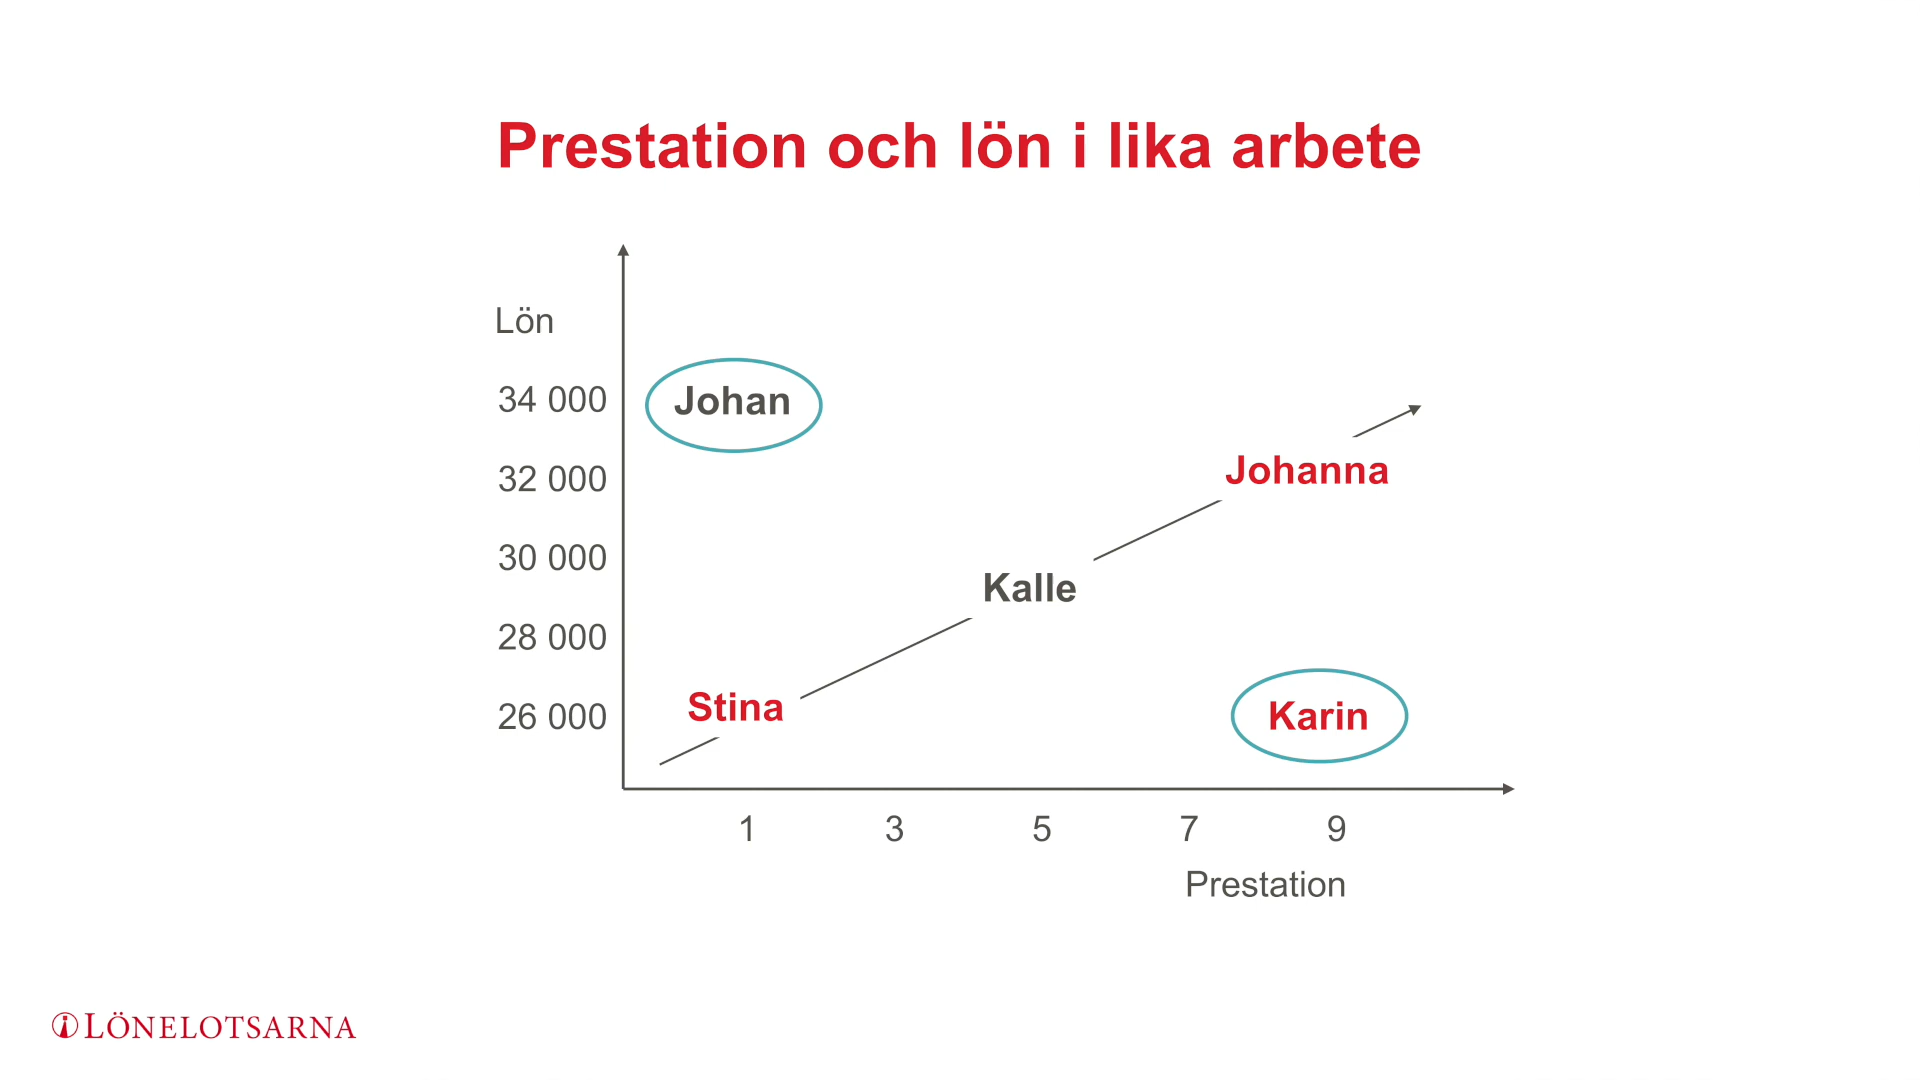 Prestation och lön i lika arbete
Lön
34 000
Johan
32 000
Johanna
30 000
Kalle
28 000
26 000
Stina
Karin
1 3 5 7 9
Prestation
LÖNELOTSARNA